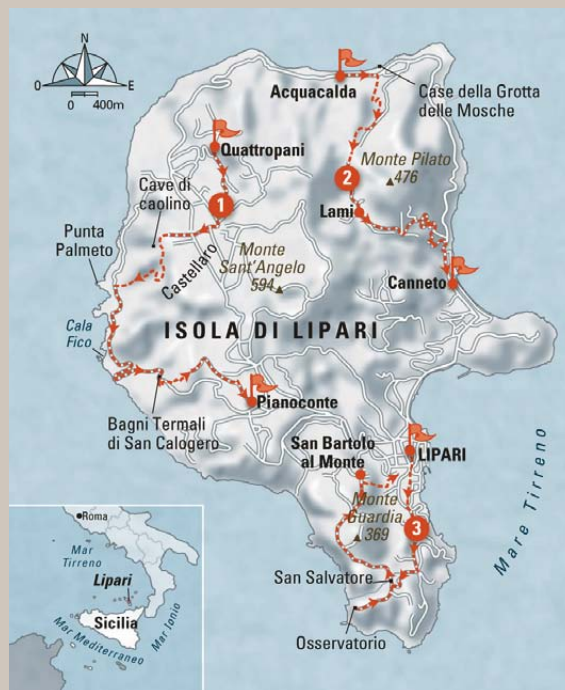 N
O
E
0 400m
Acquacalda
Case della Grotta
delle Mosche
Quattropani
Monte Pilato
476
2
Cave di
caolino
1
Lami
Punta
Palmeto
Castellaro
Monte
Sant'Angelo
594
Canneto
Cala
Fico
ISOLA DI LIPARI
Pianoconte
Bagni Termali
di San Calogero
San Bartolo
al Monte
LIPARI
Monte
Guardia
369
3
Mare Tirreno
San Salvatore
Osservatorio
Roma
Mar
Tirreno
Lipari
Sicilia
Mar Ionio
Mar Mediterraneo